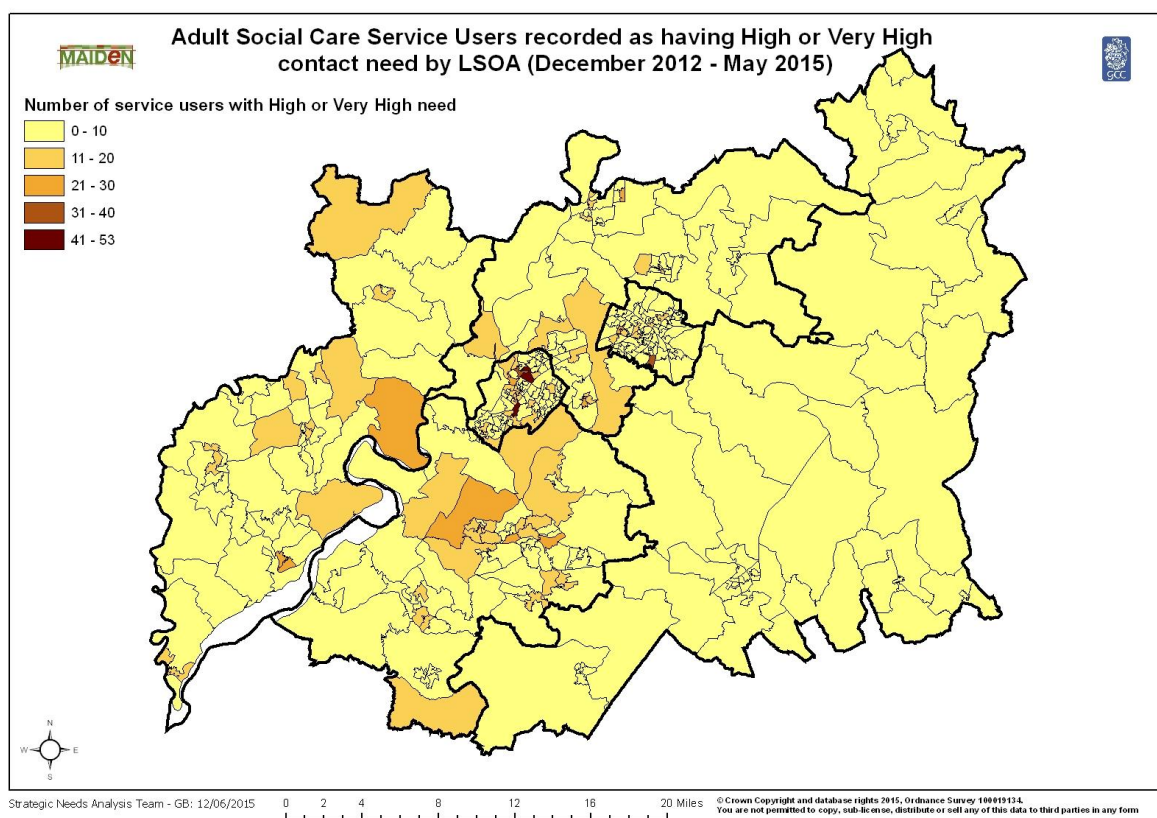 MAIDeN
Adult Social Care Service Users recorded as having High or Very High
contact need by LSOA (December 2012 - May 2015)
gcc
Number of service users with High or Very High need
0 - 10
11 - 20
21 - 30
31 - 40
41 - 53
N
W E
S
Strategic Needs Analysis Team - GB: 12/06/2015
0 2 4 8 12 16 20 Miles
© Crown Copyright and database rights 2015, Ordnance Survey 100019134.
You are not permitted to copy, sub-license, distribute or sell any of this data to third parties in any form